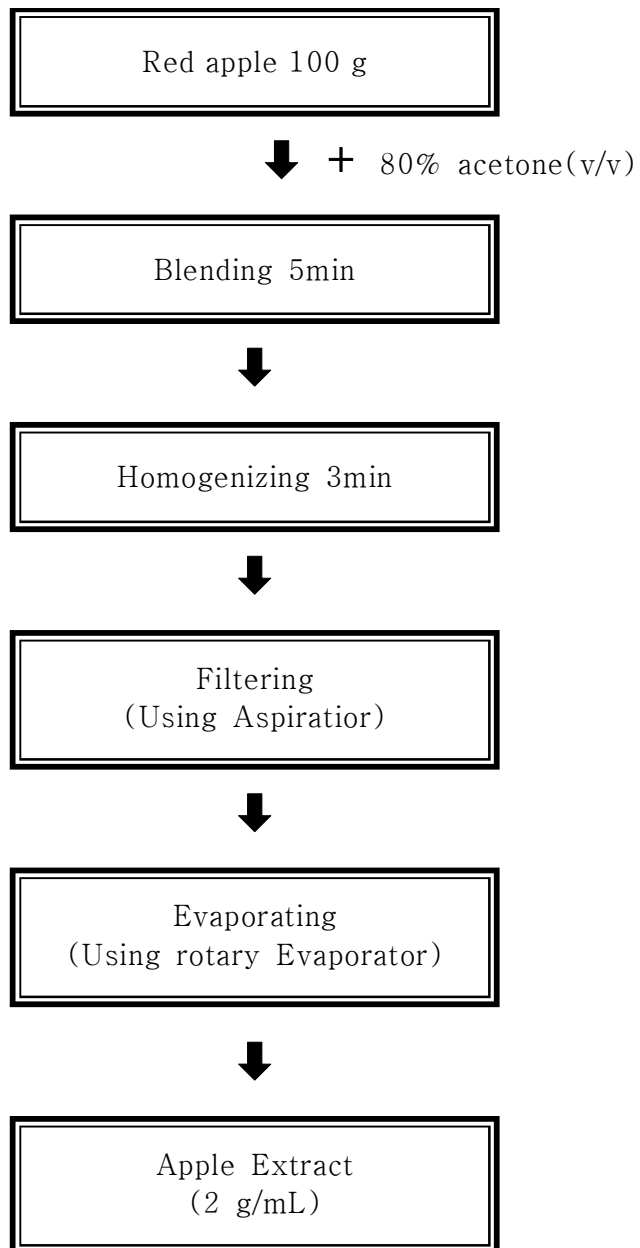 Red apple 100 g
+ 80% acetone(v/v)
Blending 5min
Homogenizing 3min
Filtering
(Using Aspiratior)
Evaporating
(Using rotary Evaporator)
Apple Extract
(2 g/mL)